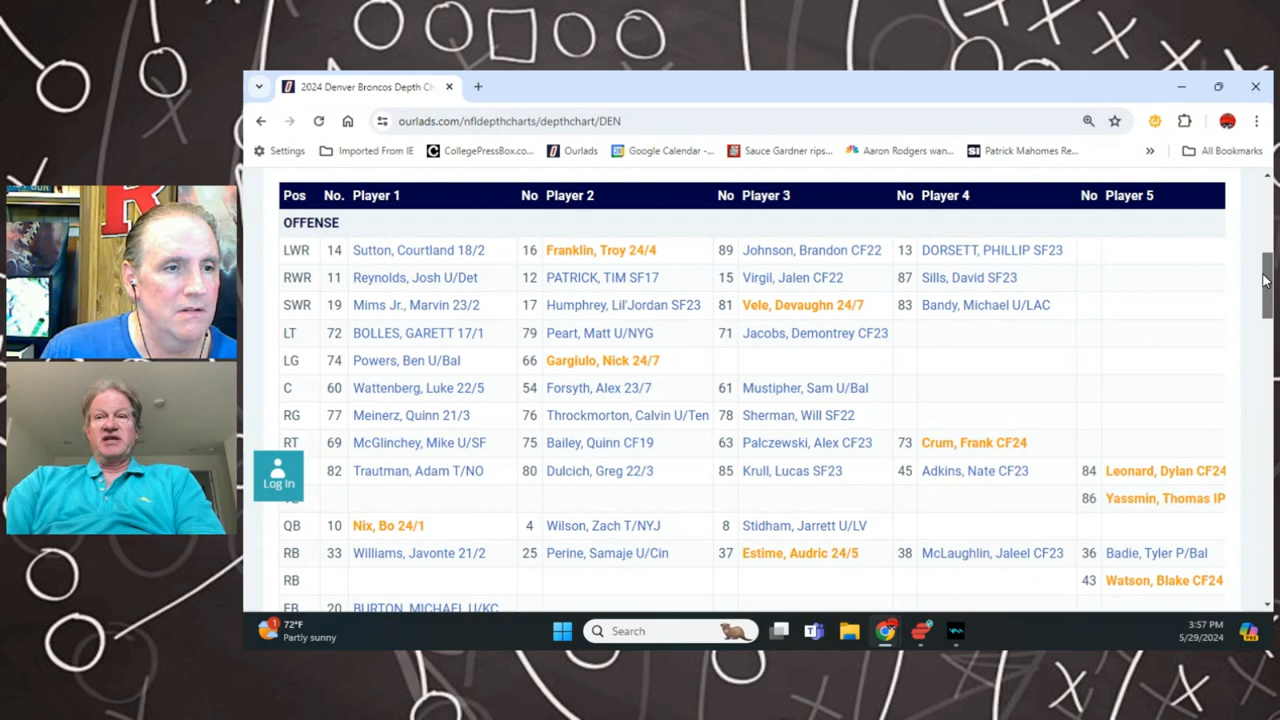 2024 Denver Broncos Depth Ch
ourlads.com/nfldepthcharts/depthchart/DEN
Settings Imported From IE CollegePressBox.co... Ourlads Google Calendar -... Sauce Gardner rips... Aaron Rodgers wan... Patrick Mahomes Re... » All Bookmarks
Pos No. Player 1 No Player 2 No Player 3 No Player 4 No Player 5
OFFENSE
LWR 14 Sutton, Courtland 18/2 16 Franklin, Troy 24/4 89 Johnson, Brandon CF22 13 DORSETT, PHILLIP SF23
RWR 11 Reynolds, Josh U/Det 12 PATRICK, TIM SF17 15 Virgil, Jalen CF22 87 Sills, David SF23
SWR 19 Mims Jr., Marvin 23/2 17 Humphrey, Lil'Jordan SF23 81 Vele, Devaughn 24/7 83 Bandy, Michael U/LAC
LT 72 BOLLES, GARETT 17/1 79 Peart, Matt U/NYG 71 Jacobs, Demontrey CF23
LG 74 Powers, Ben U/Bal 66 Gargiulo, Nick 24/7
C 60 Wattenberg, Luke 22/5 54 Forsyth, Alex 23/7 61 Mustipher, Sam U/Bal
RG 77 Meinerz, Quinn 21/3 76 Throckmorton, Calvin U/Ten 78 Sherman, Will SF22
RT 69 McGlinchey, Mike U/SF 75 Bailey, Quinn CF19 63 Palczewski, Alex CF23 73 Crum, Frank CF24
82 Trautman, Adam T/NO 80 Dulcich, Greg 22/3 85 Krull, Lucas SF23 45 Adkins, Nate CF23 84 Leonard, Dylan CF24
86 Yassmin, Thomas IP
QB 10 Nix, Bo 24/1 4 Wilson, Zach T/NYJ 8 Stidham, Jarrett U/LV
RB 33 Williams, Javonte 21/2 25 Perine, Samaje U/Cin 37 Estime, Audric 24/5 38 McLaughlin, Jaleel CF23 36 Badie, Tyler P/Bal
RB 43 Watson, Blake CF24
FB 20 BURTON, MICHAEL U/KC
Log In
R
1
72°F
Partly sunny
Search
3:57 PM
5/29/2024